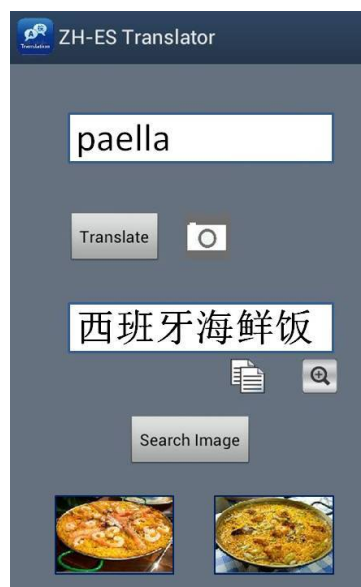 Translation
ZH-ES Translator
paella
Translate
西班牙海鲜饭
Search Image